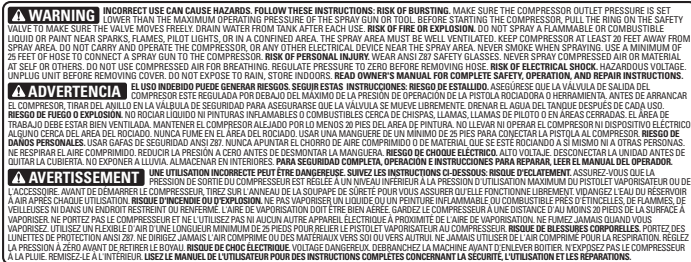 WARNING INCORRECT USE CAN CAUSE HAZARDS. FOLLOW THESE INSTRUCTIONS: RISK OF BURSTING. MAKE SURE THE COMPRESSOR OUTLET PRESSURE IS SET
LOWER THAN THE MAXIMUM OPERATING PRESSURE OF THE SPRAY GUN OR TOOL. BEFORE STARTING THE COMPRESSOR, PULL THE RING ON THE SAFETY
VALVE TO MAKE SURE THE VALVE MOVES FREELY. DRAIN WATER FROM TANK AFTER EACH USE. RISK OF FIRE OR EXPLOSION. DO NOT SPRAY A FLAMMABLE OR COMBUSTIBLE
LIQUID OR PAINT NEAR SPARKS, FLAMES, PILOT LIGHTS, OR IN A CONFINED AREA. THE SPRAY AREA MUST BE WELL VENTILATED. KEEP COMPRESSOR AT LEAST 20 FEET AWAY FROM
SPRAY AREA. DO NOT CARRY AND OPERATE THE COMPRESSOR, OR ANY OTHER ELECTRICAL DEVICE NEAR THE SPRAY AREA. NEVER SMOKE WHEN SPRAYING. USE A MINIMUM OF
25 FEET OF HOSE TO CONNECT A SPRAY GUN TO THE COMPRESSOR. RISK OF PERSONAL INJURY. WEAR ANSI Z87 SAFETY GLASSES. NEVER SPRAY COMPRESSED AIR OR MATERIAL
AT SELF OR OTHERS. DO NOT USE COMPRESSED AIR FOR BREATHING. REGULATE PRESSURE TO ZERO BEFORE REMOVING HOSE. RISK OF ELECTRICAL SHOCK. HAZARDOUS VOLTAGE.
UNPLUG UNIT BEFORE REMOVING COVER. DO NOT EXPOSE TO RAIN, STORE INDOORS. READ OWNER'S MANUAL FOR COMPLETE SAFETY, OPERATION, AND REPAIR INSTRUCTIONS.
ADVERTENCIA EL USO INDEBIDO PUEDE GENERAR RIESGOS. SEGUIR ESTAS INSTRUCCIONES: RIESGO DE ESTALLIDO. ASEGÚRESE QUE LA VÁLVULA DE SALIDA DEL
COMPRESOR ESTE REGULADA POR DEBAJO DEL MÁXIMO DE LA PRESIÓN DE OPERACIÓN DE LA PISTOLA ROCIADORA O HERRAMIENTA. ANTES DE ARRANCAR
EL COMPRESOR, TIRAR DEL ANILLO EN LA VÁLBULA DE SEGURIDAD PARA ASEGURARSE QUE LA VÁLVULA SE MUEVE LIBREMENTE. DRENAR EL AGUA DEL TANQUE DESPUÉS DE CADA USO.
RIESGO DE FUEGO O EXPLOSION. NO ROCIAR LÍQUIDO NI PINTURAS INFLAMABLES O COMBUSTIBLES CERCA DE CHISPAS, LLAMAS, LLAMAS DE PILOTO O EN AREAS CERRADAS. EL ÁREA DE
TRABAJO DEBE ESTAR BIEN VENTILADA. MANTENER EL COMPRESOR ALEJADO POR LO MENOS 20 PIES DEL AREA DE PINTURA. NO LLEVAR NI OPERAR EL COMPRESOR NI DISPOSITIVO ELÉCTRICO
ALGUNO CERCA DEL AREA DEL ROCIADO. NUNCA FUME EN EL ÁREA DEL ROCIADO. USAR UNA MANGUERE DE UN MÍNIMO DE 25 PIES PARA CONECTAR LA PISTOLA AL COMPRESOR. RIESGO DE
DAÑOS PERSONALES. USAR GAFAS DE SEGURIDAD ANSI Z87. NUNCA APUNTAR EL CHORRO DE AIRE COMPRIMIDO O DE MATERIAL QUE SE ESTÉ ROCIANDO A SI MISMO NI A OTRAS PERSONAS.
NE RESPIRAR EL AIRE COMPRIMIDO. REDUCIR LA PRESIÓN A CERO ANTES DE DESMONTAR LA MANGUERA. RIESGO DE CHOQUE ELÉCTRICO. ALTO VOLTAJE. DESCONECTAR LA UNIDAD ANTES DE
QUITAR LA CUBIERTA. NO EXPONER A LLUVIA. ALMACENAR EN INTERIORES. PARA SEGURIDAD COMPLETA, OPERACIÓN E INSTRUCCIONES PARA REPARAR, LEER EL MANUAL DEL OPERADOR.
AVERTISSEMENT UNE UTILISATION INCORRECTE PEUT ÊTRE DANGEREUSE. SUIVEZ LES INSTRUCTIONS CI-DESSOUS: RISQUE D'ECLATEMENT. ASSUREZ-VOUS QUE LA
PRESSION DE SORTIE DU COMPRESSEUR EST RÉGLÉE À UN NIVEAU INFÉRIEUR À LA PRESSION D'UTILISATION MAXIMUM DU PISTOLET VAPORISATEUR OU DE
L'ACCESSOIRE. AVANT DE DÉMARRER LE COMPRESSEUR, TIREZ SUR L'ANNEAU DE LA SOUPAPE DE SÛRETÉ POUR VOUS ASSURER QU'ELLE FONCTIONNE LIBREMENT. VIDANGEZ L'EAU DU RÉSERVOIR
À AIR APRÈS CHAQUE UTILISATION. RISQUE D'INCENDIE OU D'EXPLOSION. NE PAS VAPORISER UN LIQUIDE OU UN PEINTURE INFLAMMABLE OU COMBUSTIBLE PRÈS D'ÉTINCELLES, DE FLAMMES, DE
VEILLEUSES NI DANS UN ENDROIT RESTREINT OU RENFERMÉ. L'AIRE DE VAPORISATION DOIT ÊTRE BIEN AÉRÉE. GARDEZ LE COMPRESSEUR À UNE DISTANCE D'AU MOINS 20 PIEDS DE LA SURFACE À
VAPORISER. NE PORTEZ PAS LE COMPRESSEUR ET NE L'UTILISEZ PAS NI AUCUN AUTRE APPAREIL ÉLECTRIQUE À PROXIMITÉ DE L'AIRE DE VAPORISATION. NE FUMEZ JAMAIS QUAND VOUS
VAPORISEZ. UTILISEZ UN FLEXIBLE D'AIR D'UNE LONGUEUR MINIMUM DE 25 PIEDS POUR RELIER LE PISTOLET VAPORISATEUR AU COMPRESSEUR. RISQUE DE BLESSURES CORPORELLES. PORTEZ DES
LUNETTES DE PROTECTION ANSI Z87. NE DIRIGEZ JAMAIS L'AIR COMPRIME OU DES MATÉRIAUX VERS SOI OU VERS AUTRUI. NE JAMAIS UTILISER DE L'AIR COMPRIMÉ POUR LA RESPIRATION. RÉGLEZ
LA PRESSION À ZÉRO AVANT DE RETIRER LE BOYAU. RISQUE DE CHOC ÉLECTRIQUE. VOLTAGE DANGEREUX. DEBRANCHEZ LA MACHINE AVANT D'ENLEVER BOITIER. N'EXPOSEZ PAS LE COMPRESSEUR
À LA PLUIE. REMISEZ-LE À L'INTÉRIEUR. LISEZ LE MANUEL DE L'UTILISATEUR POUR DES INSTRUCTIONS COMPLÈTES CONCERNANT LA SÉCURITÉ, L'UTILISATION ET LES RÉPARATIONS.